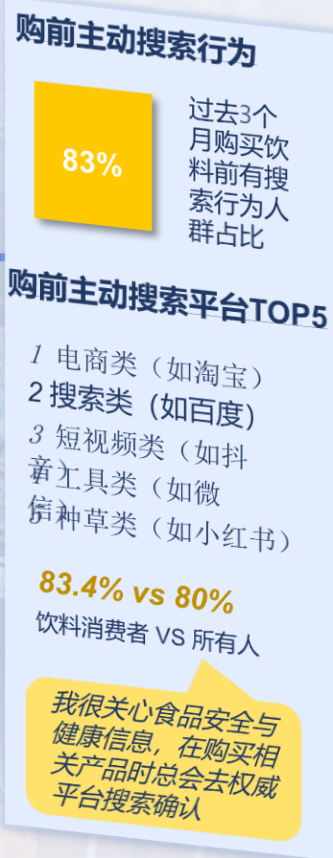 购前主动搜索行为
83%
过去3个
月购买饮
料前有搜
索行为人
群占比
购前主动搜索平台TOP5
1 电商类（如淘宝）
2 搜索类（如百度）
3 短视频类（如抖
音）
4 工具类（如微
信）
5 种草类（如小红书）
83.4% vs 80%
饮料消费者 VS 所有人
我很关心食品安全与
健康信息，在购买相
关产品时总会去权威
平台搜索确认